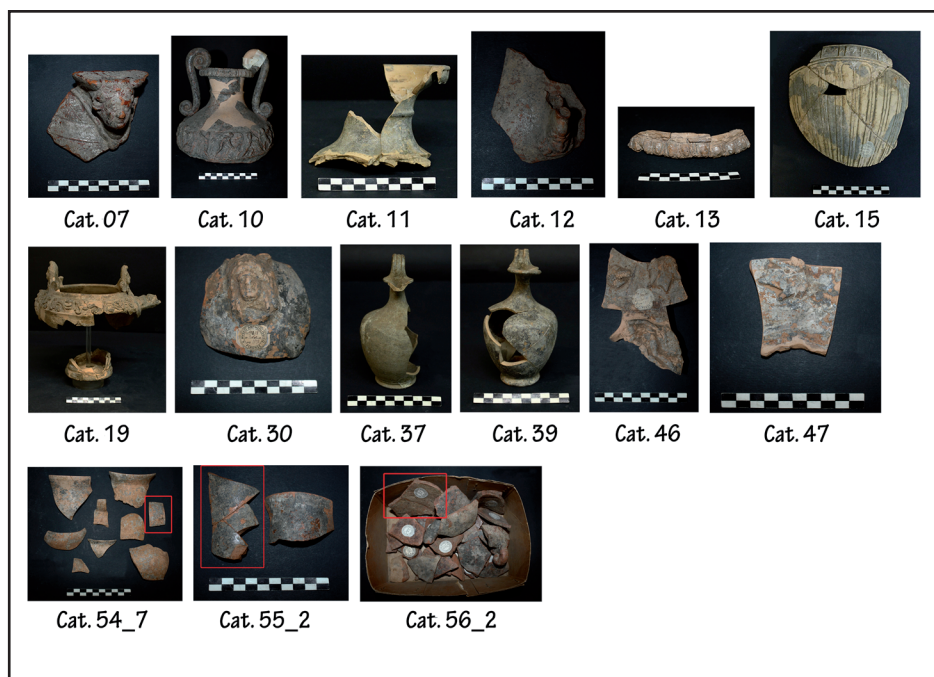 Cat. 07
Cat. 10
Cat. 11
Cat. 12
Cat. 13
Cat. 15
Cat. 19
Cat. 30
Cat. 37
Cat. 39
Cat. 46
Cat. 47
Cat. 54_7
Cat. 55_2
Cat. 56_2